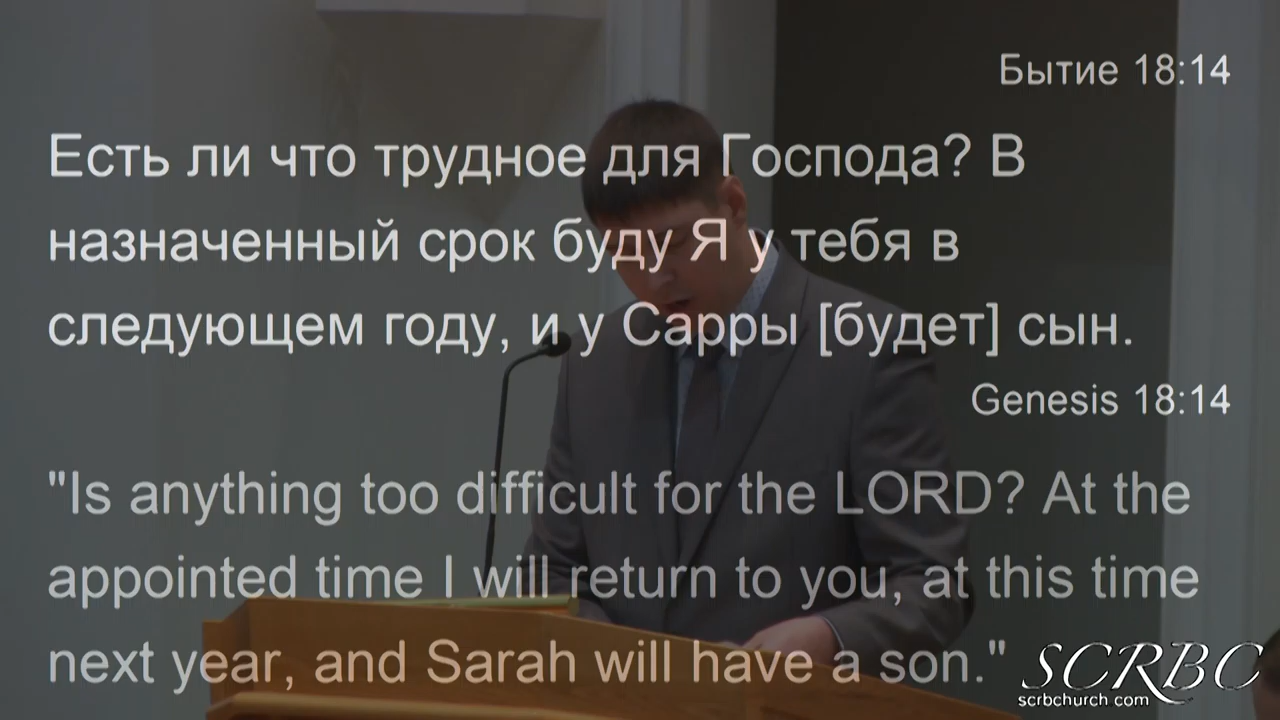 Бытие 18:14
Есть ли что трудное для Господа? В
назначенный срок буду Я у тебя в
следующем году, и у Сарры [будет] сын.
Genesis 18:14
"Is anything too difficult for the LORD? At the
appointed time I will return to you, at this time
next year, and Sarah will have a son."
SCRBC
scrbchurch.com